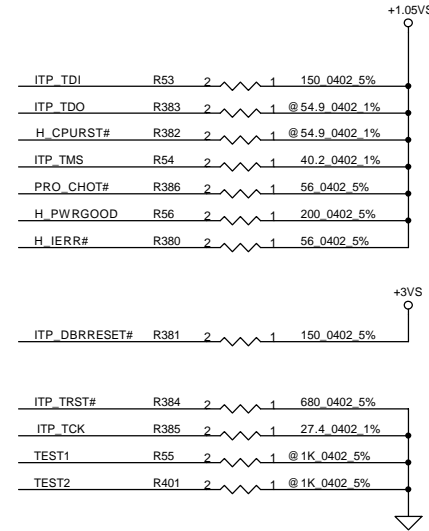 +1.05VS
ITP_TDI R53 2 1 150_0402_5%
ITP_TDO R383 2 1 @54.9_0402_1%
H_CPURST# R382 2 1 @54.9_0402_1%
ITP_TMS R54 2 1 40.2_0402_1%
PRO_CHOT# R386 2 1 56_0402_5%
H_PWRGOOD R56 2 1 200_0402_5%
H_IERR# R380 2 1 56_0402_5%
+3VS
ITP_DBRRESET# R381 2 1 150_0402_5%
ITP_TRST# R384 2 1 680_0402_5%
ITP_TCK R385 2 1 27.4_0402_1%
TEST1 R55 2 1 @1K_0402_5%
TEST2 R401 2 1 @1K_0402_5%